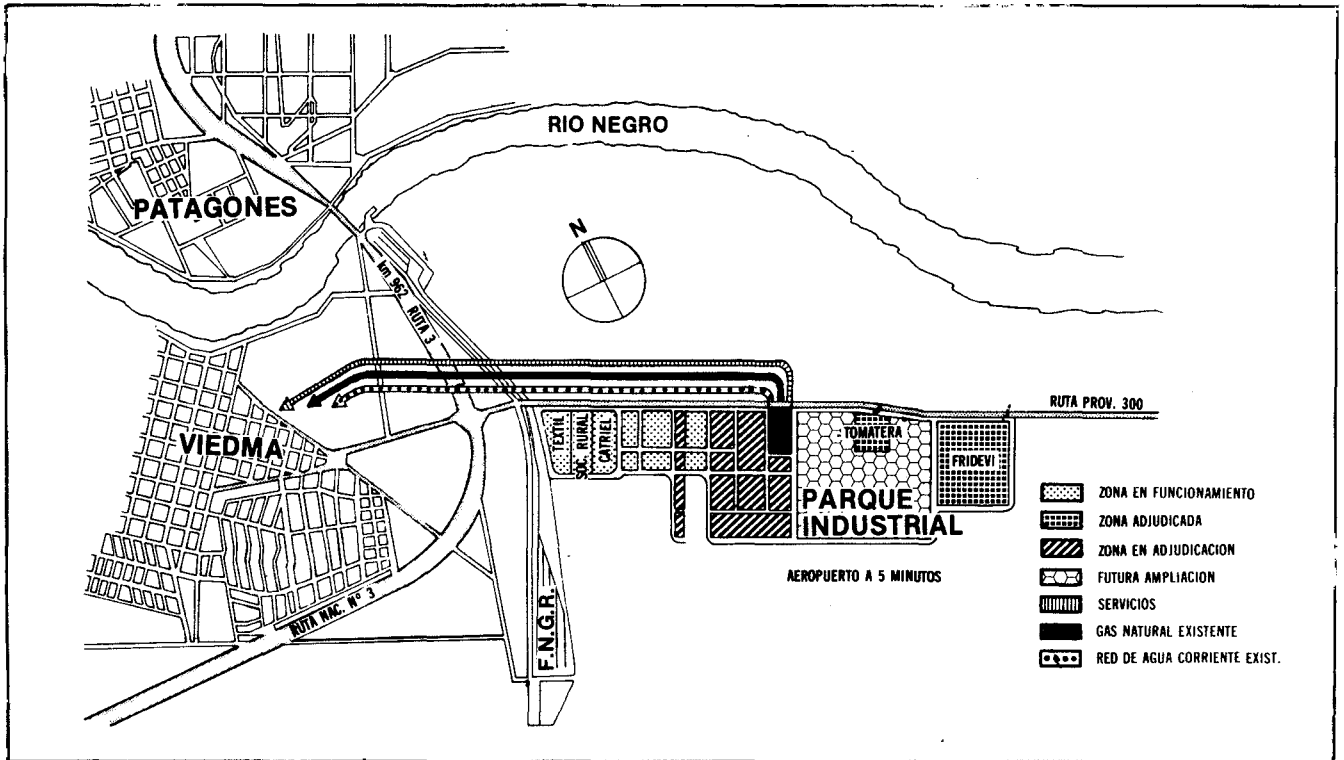 RIO NEGRO
PATAGONES
N
km 962 RUTA 3
RUTA PROV. 300
VIEDMA
TEXTIL
SOC. RURAL
CATRIEL
TOMATERA
FRIDEVI
PARQUE
INDUSTRIAL
AEROPUERTO A 5 MINUTOS
RUTA NAC. N° 3
F.N.G.R.
ZONA EN FUNCIONAMIENTO
ZONA ADJUDICADA
ZONA EN ADJUDICACION
FUTURA AMPLIACION
SERVICIOS
GAS NATURAL EXISTENTE
RED DE AGUA CORRIENTE EXIST.